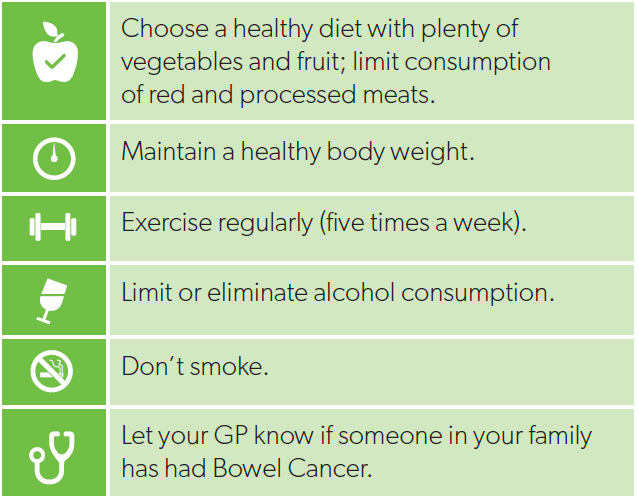 Choose a healthy diet with plenty of
vegetables and fruit; limit consumption
of red and processed meats.
Maintain a healthy body weight.
Exercise regularly (five times a week).
Limit or eliminate alcohol consumption.
Don’t smoke.
Let your GP know if someone in your family
has had Bowel Cancer.